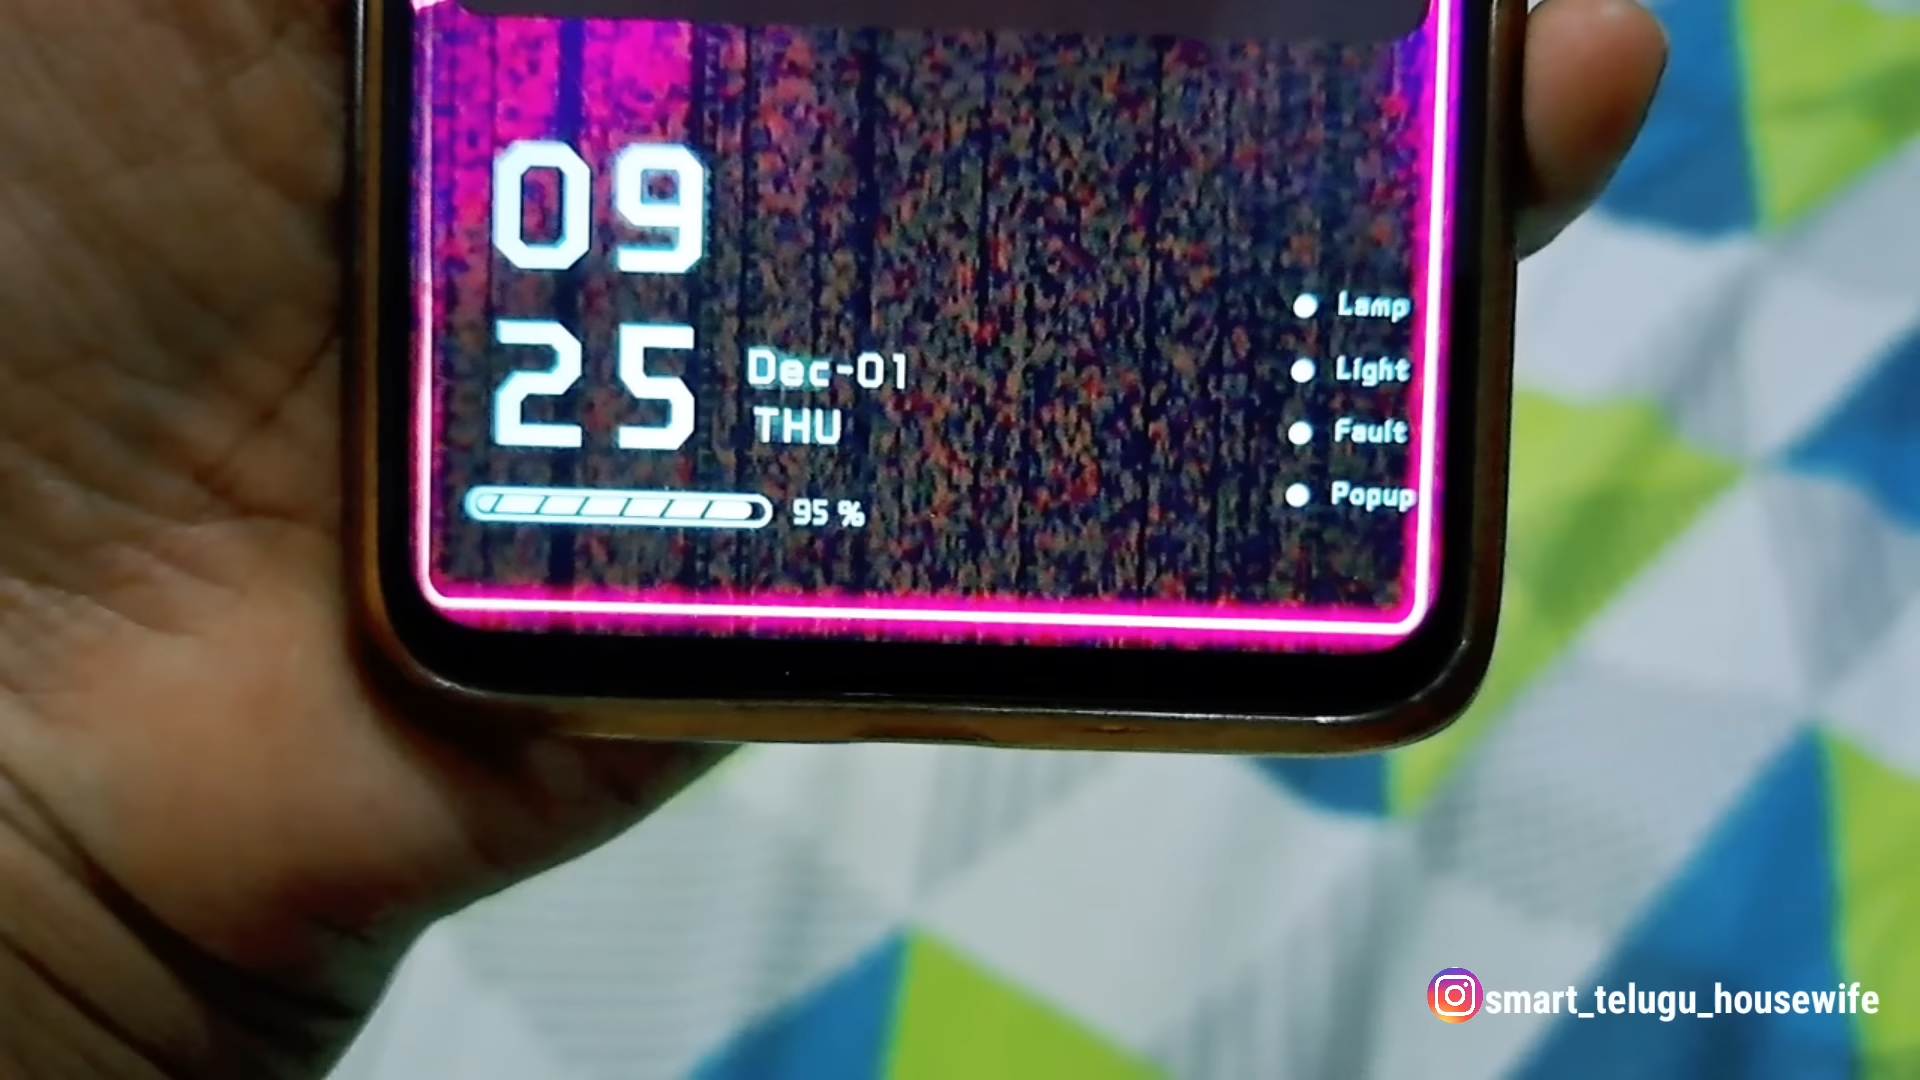 09
25
Dec-01
THU
95 %
Lamp
Light
Fault
Popup
smart_telugu_housewife